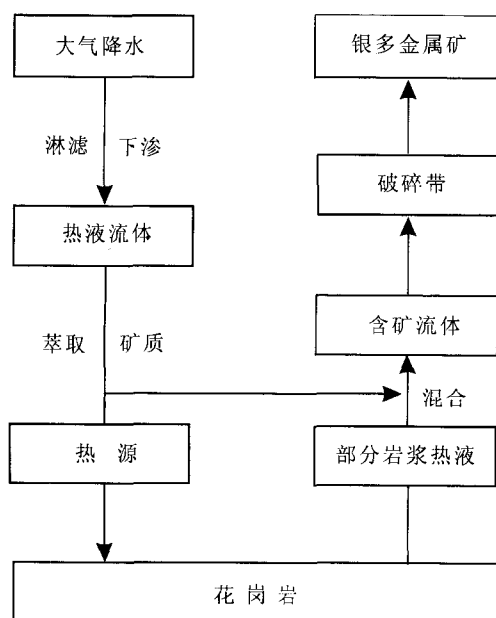 大气降水
银多金属矿
淋滤 下渗
破碎带
热液流体
含矿流体
萃取 矿质
混合
热 源
部分岩浆热液
花 岗 岩